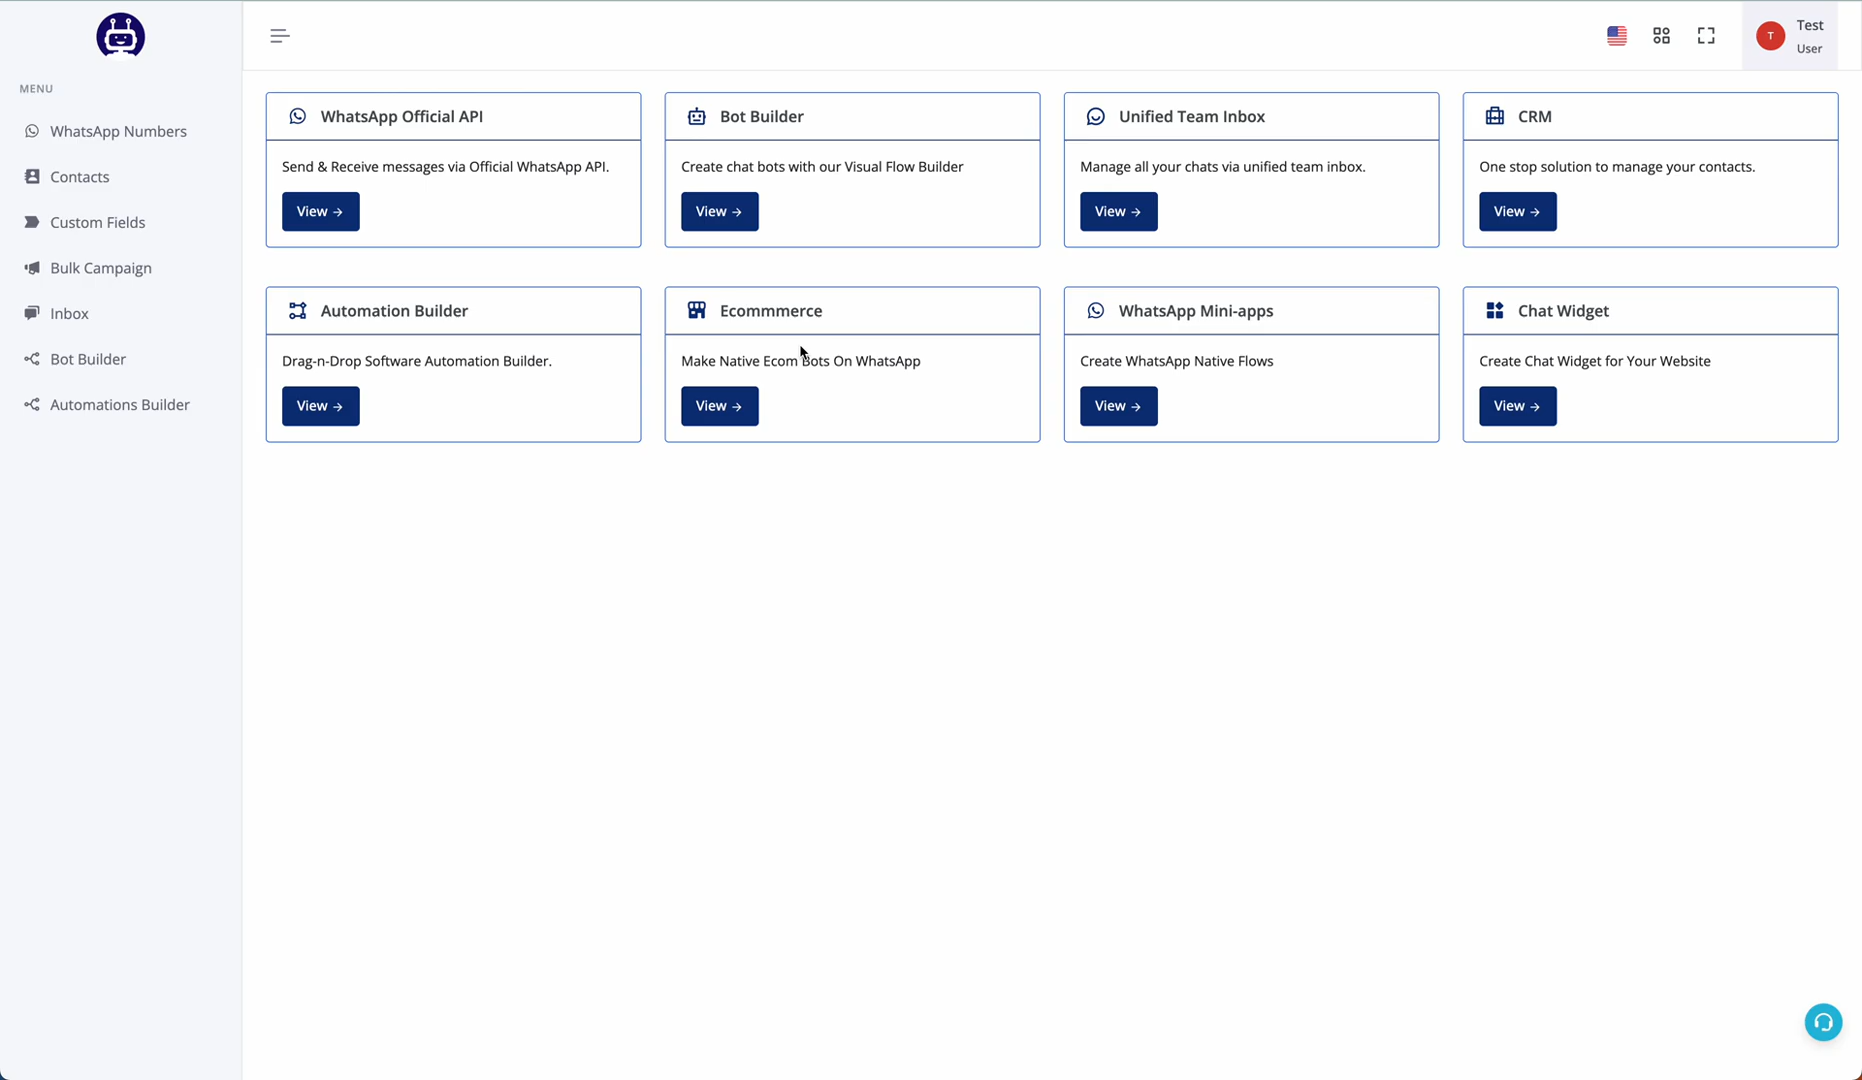 Test
T
User
MENU
WhatsApp Numbers
Contacts
Custom Fields
Bulk Campaign
Inbox
Bot Builder
Automations Builder
WhatsApp Official API
Send & Receive messages via Official WhatsApp API.
View →
Bot Builder
Create chat bots with our Visual Flow Builder
View →
Unified Team Inbox
Manage all your chats via unified team inbox.
View →
CRM
One stop solution to manage your contacts.
View →
Automation Builder
Drag-n-Drop Software Automation Builder.
View →
Ecommmerce
Make Native Ecom Bots On WhatsApp
View →
WhatsApp Mini-apps
Create WhatsApp Native Flows
View →
Chat Widget
Create Chat Widget for Your Website
View →